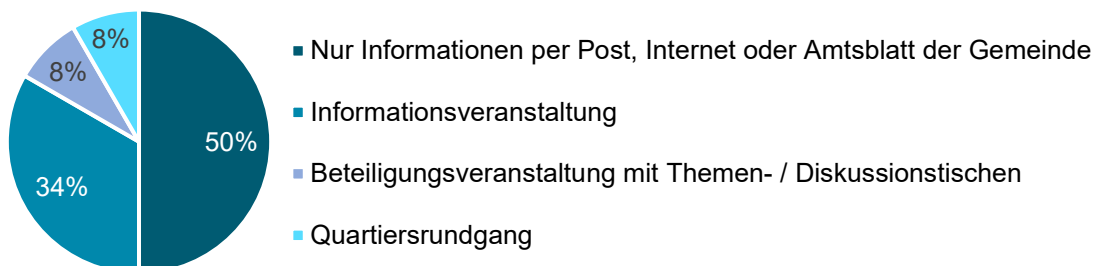 8%
8%
50%
34%
Nur Informationen per Post, Internet oder Amtsblatt der Gemeinde
Informationsveranstaltung
Beteiligungsveranstaltung mit Themen- / Diskussionstischen
Quartiersrundgang